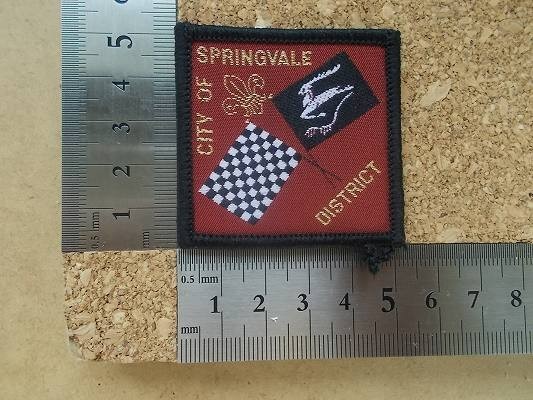 SPRINGVALE
CITY OF
DISTRICT
5
4
3
2
1
0.5 mm
0.5 mm
1 2 3 4 5 6 7 8
mm